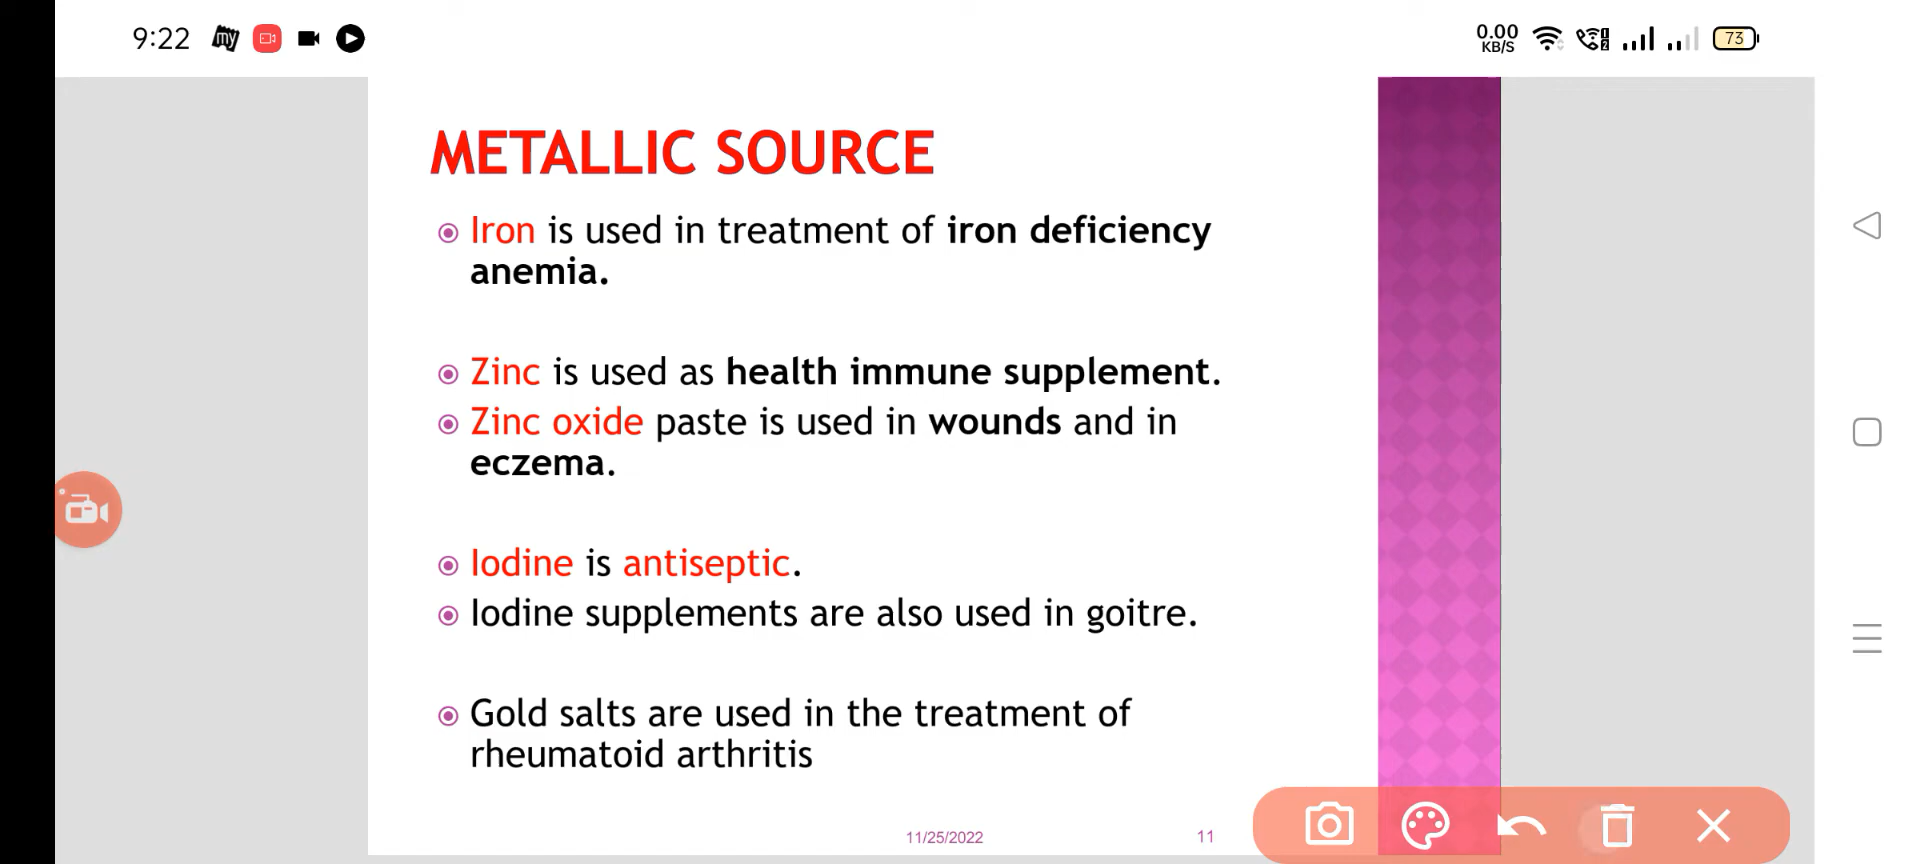 9:22 my 0.00 KB/S 1 2 73
METALLIC SOURCE
Iron is used in treatment of iron deficiency
anemia.
Zinc is used as health immune supplement.
Zinc oxide paste is used in wounds and in
eczema.
Iodine is antiseptic.
Iodine supplements are also used in goitre.
Gold salts are used in the treatment of
rheumatoid arthritis
11/25/2022 11